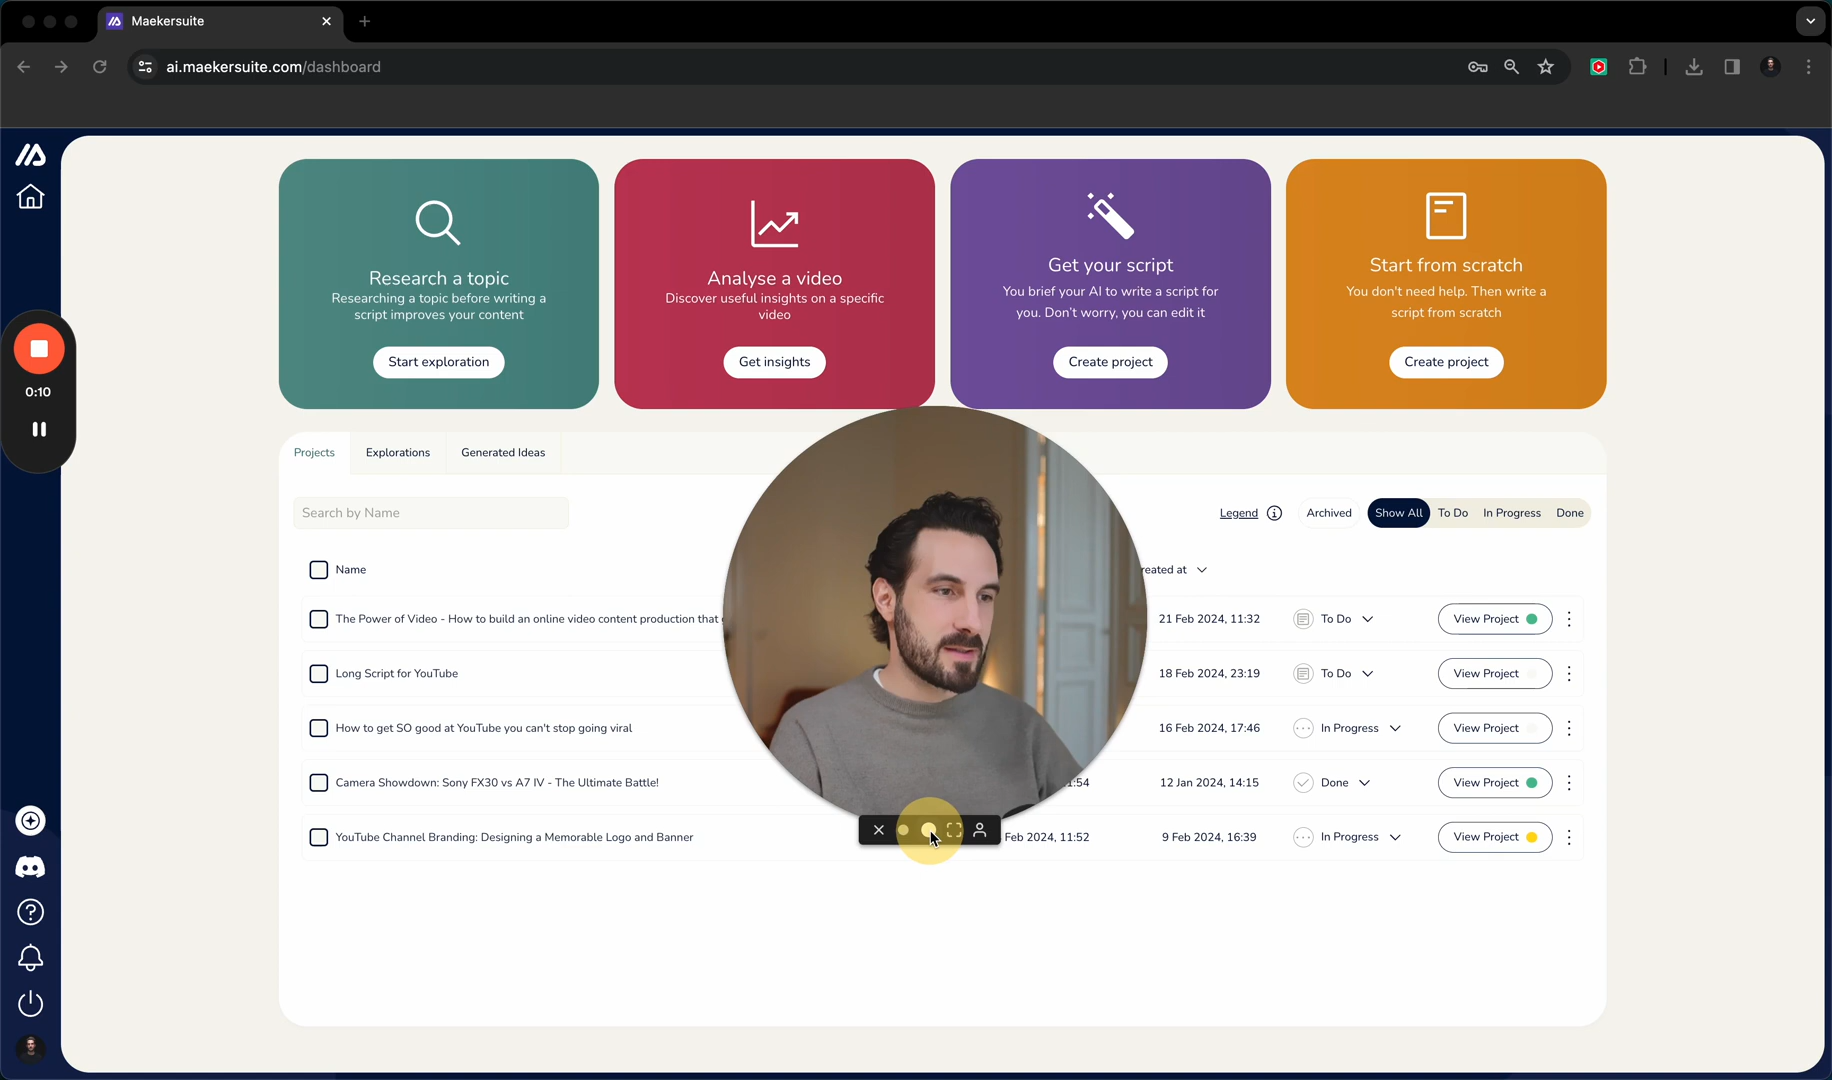 Maekersuite
ai.maekersuite.com/dashboard
Research a topic
Researching a topic before writing a
script improves your content
Start exploration
Analyse a video
Discover useful insights on a specific
video
Get insights
Get your script
You brief your AI to write a script for
you. Don't worry, you can edit it
Create project
Start from scratch
You don't need help. Then write a
script from scratch
Create project
0:10
Projects Explorations Generated Ideas
Search by Name
Legend Archived Show All To Do In Progress Done
Name reated at
The Power of Video - How to build an online video content production that 21 Feb 2024, 11:32 To Do View Project
Long Script for YouTube 18 Feb 2024, 23:19 To Do View Project
How to get SO good at YouTube you can't stop going viral 16 Feb 2024, 17:46 In Progress View Project
Camera Showdown: Sony FX30 vs A7 IV - The Ultimate Battle! :54 12 Jan 2024, 14:15 Done View Project
YouTube Channel Branding: Designing a Memorable Logo and Banner Feb 2024, 11:52 9 Feb 2024, 16:39 In Progress View Project